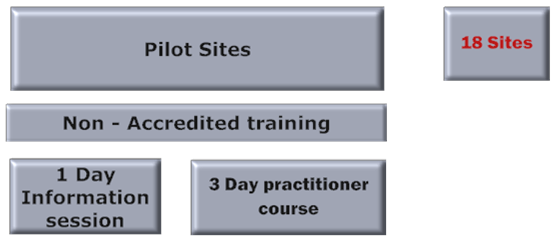 Pilot Sites
18 Sites
Non - Accredited training
1 Day
Information
session
3 Day practitioner
course